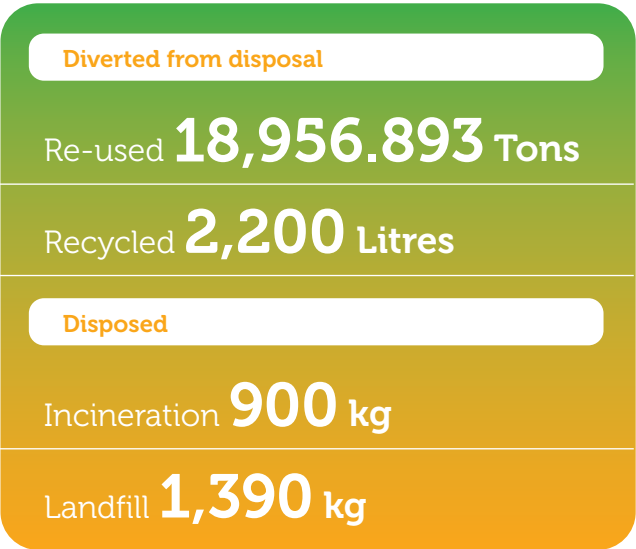 Diverted from disposal
Re-used 18,956.893 Tons
Recycled 2,200 Litres
Disposed
Incineration 900 kg
Landfill 1,390 kg